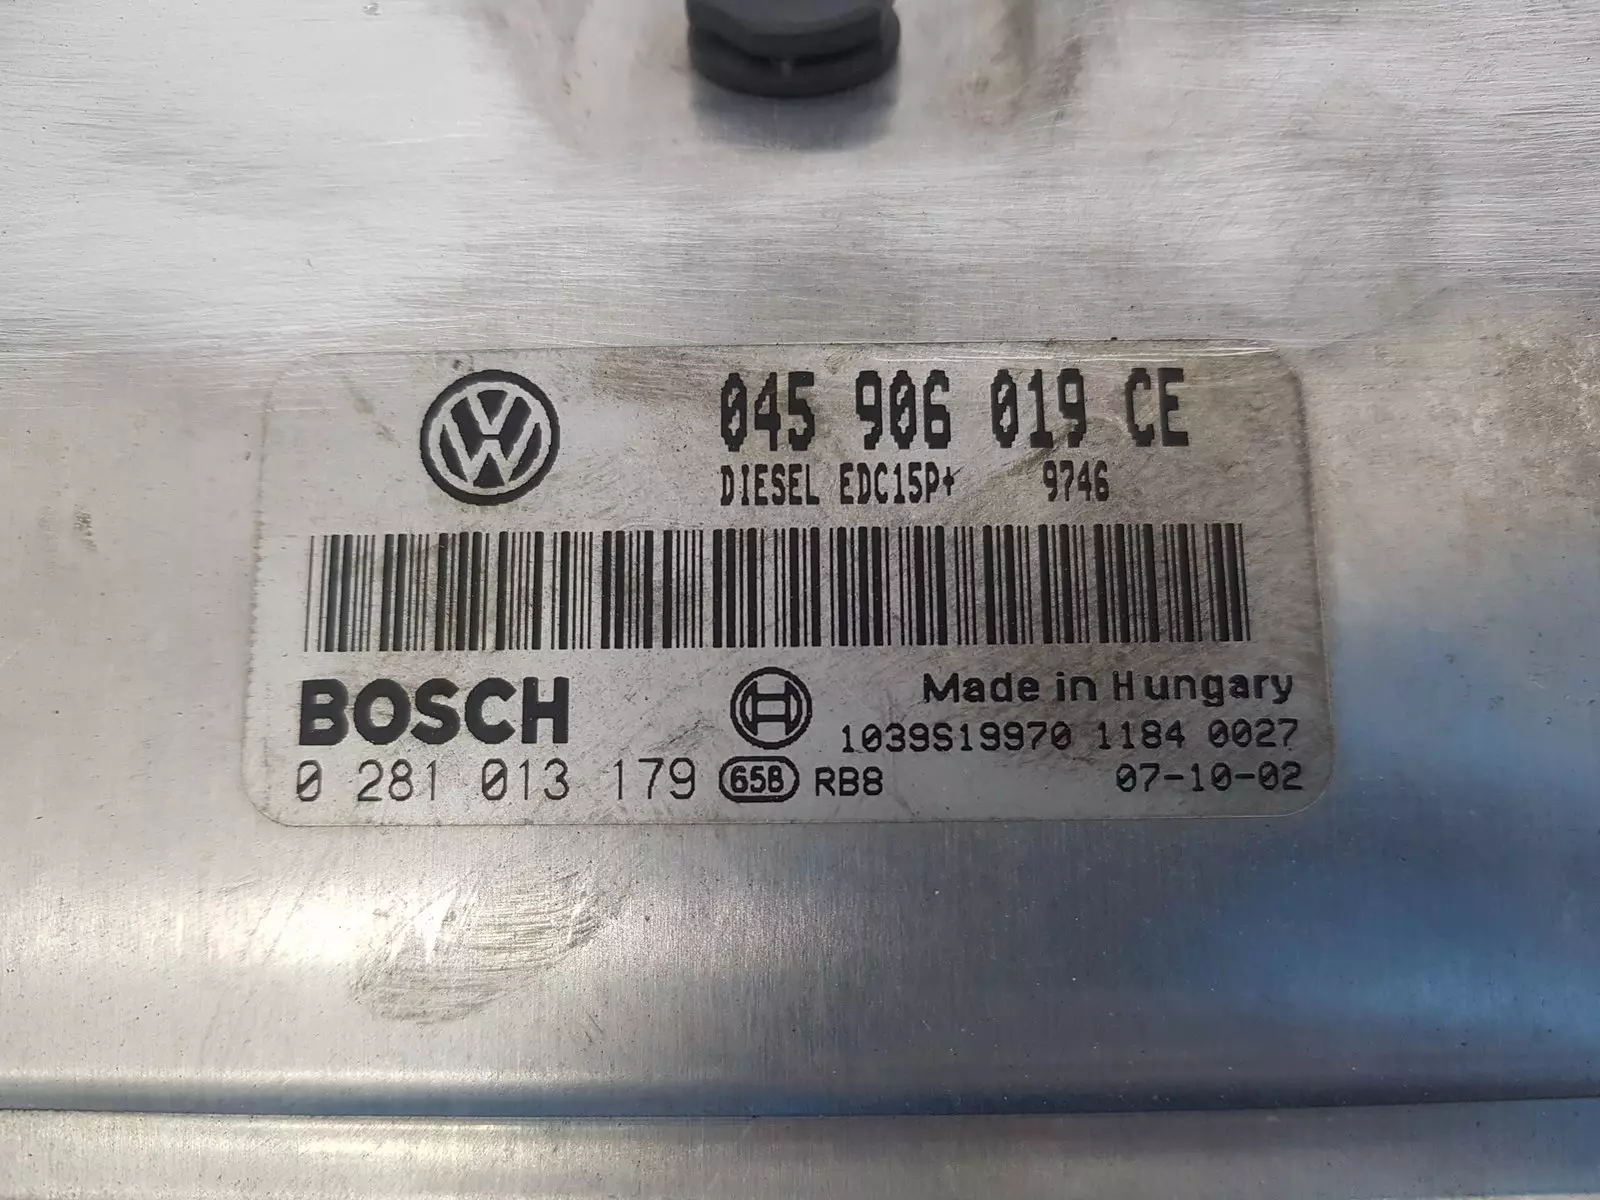 045 906 019 CE
DIESEL EDC15P+ 9746
BOSCH
Made in Hungary
1039S19970 1184 0027
0 281 013 179 65B RB8 07-10-02